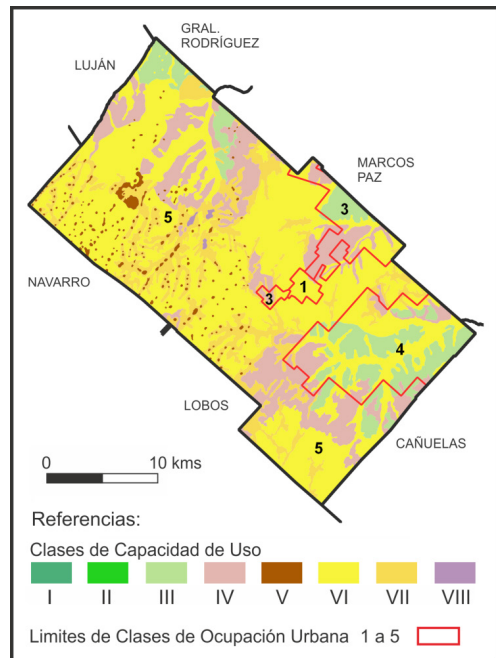 GRAL.
RODRÍGUEZ
LUJÁN
MARCOS
PAZ
3
5
NAVARRO
1
3
4
LOBOS
5
CAÑUELAS
0 10 kms
Referencias:
Clases de Capacidad de Uso
I II III IV V VI VII VIII
Limites de Clases de Ocupación Urbana 1 a 5